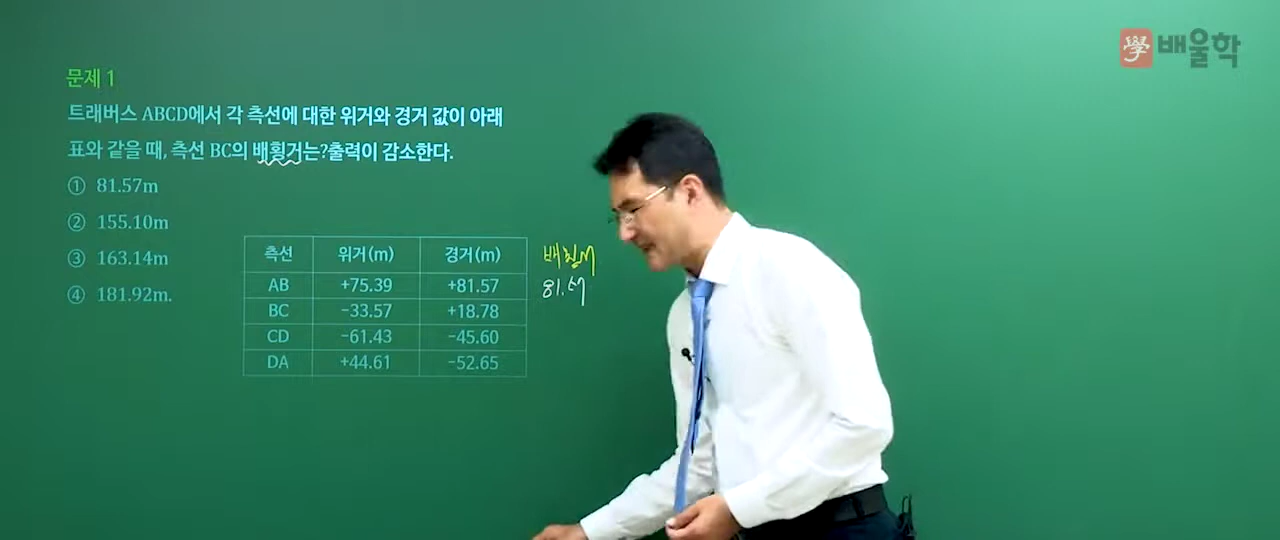 學 배울학
문제 1
트래버스 ABCD에서 각 측선에 대한 위거와 경거 값이 아래
표와 같을 때, 측선 BC의 배횡거는?출력이 감소한다.
① 81.57m
② 155.10m
③ 163.14m
④ 181.92m.
측선 위거(m) 경거(m) 배횡거
AB +75.39 +81.57 81.57
BC -33.57 +18.78
CD -61.43 -45.60
DA +44.61 -52.65